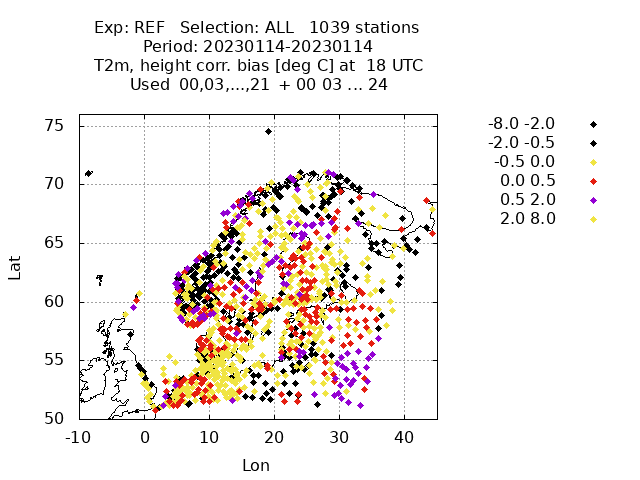 Exp: REF   Selection: ALL   1039 stations
Period: 20230114-20230114
T2m, height corr. bias [deg C] at  18 UTC
Used  00,03,...,21  + 00 03 ... 24
75
70
65
60
55
50
-10 0 10 20 30 40
Lat
Lon
-8.0 -2.0
-2.0 -0.5
-0.5 0.0
0.0 0.5
0.5 2.0
2.0 8.0